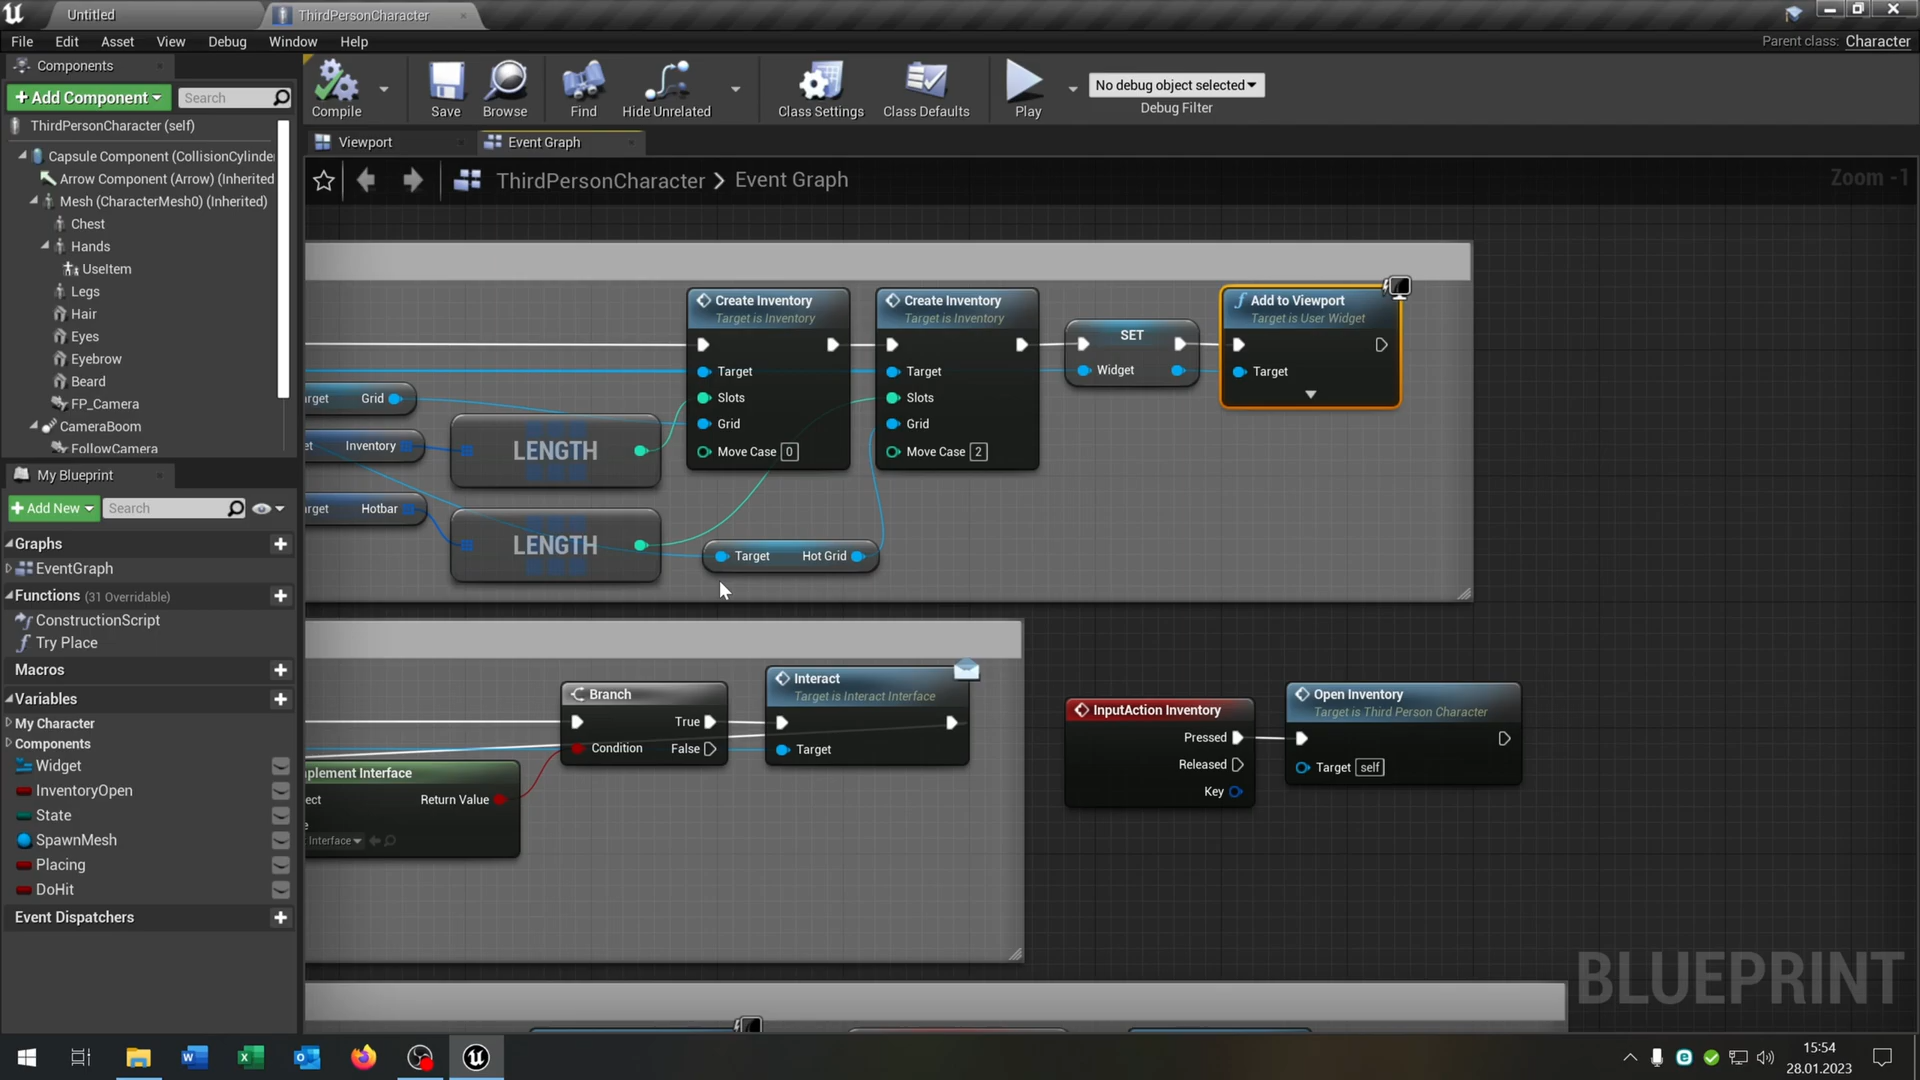 Untitled
ThirdPersonCharacter
File Edit Asset View Debug Window Help
Parent class: Character
Components
+Add Component
Search
ThirdPersonCharacter (self)
Capsule Component (CollisionCylinde
Arrow Component (Arrow) (Inherited
Mesh (CharacterMesh0) (Inherited)
Chest
Hands
UseItem
Legs
Hair
Eyes
Eyebrow
Beard
FP_Camera
CameraBoom
FollowCamera
My Blueprint
+Add New
Search
Graphs
EventGraph
Functions (31 Overridable)
ConstructionScript
Try Place
Macros
Variables
My Character
Components
Widget
InventoryOpen
State
SpawnMesh
Placing
DoHit
Event Dispatchers
Compile
Save
Browse
Find
Hide Unrelated
Class Settings
Class Defaults
Play
No debug object selected
Debug Filter
Viewport
Event Graph
ThirdPersonCharacter > Event Graph
Zoom -1
Create Inventory
Target is Inventory
Target
Slots
Grid
Move Case 0
Create Inventory
Target is Inventory
Target
Slots
Grid
Move Case 2
SET
Widget
Add to Viewport
Target is User Widget
Target
arget Grid
et Inventory
arget Hotbar
LENGTH
LENGTH
Target Hot Grid
Branch
True
Condition False
Interact
Target is Interact Interface
Target
mplement Interface
ect Return Value
e
Interface
InputAction Inventory
Pressed
Released
Key
Open Inventory
Target is Third Person Character
Target self
BLUEPRINT
15:54
28.01.2023